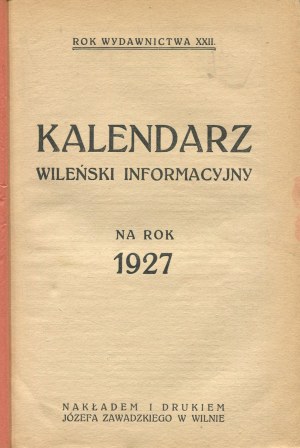 ROK WYDAWNICTWA XXII.
KALENDARZ
WILEŃSKI INFORMACYJNY
NA ROK
1927
NAKŁADEM I DRUKIEM
JÓZEFA ZAWADZKIEGO W WILNIE